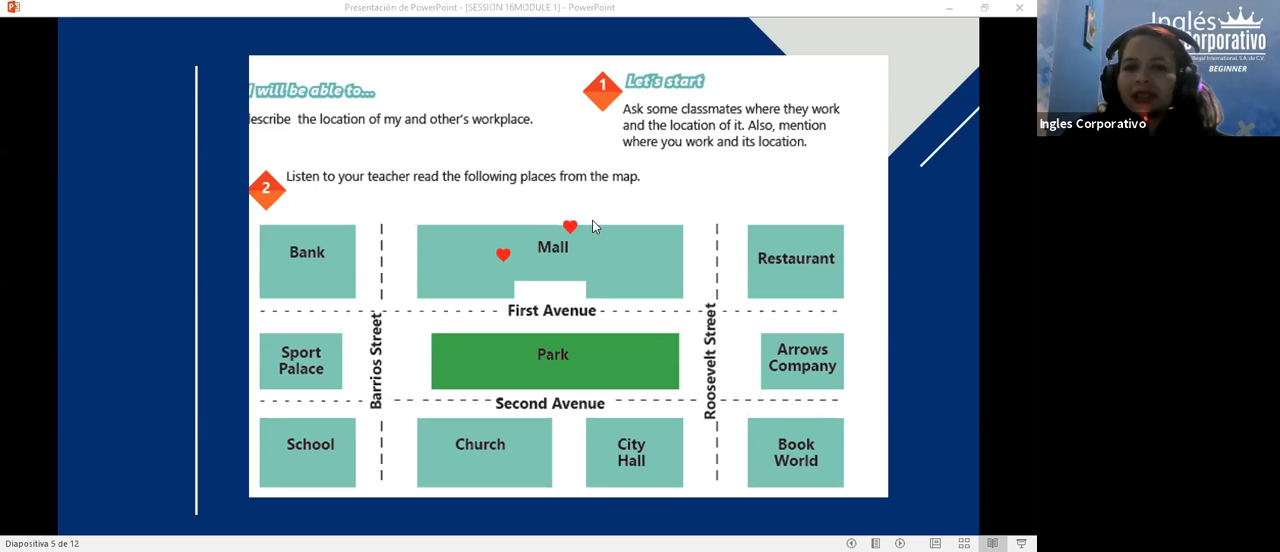 Presentación de PowerPoint - [SESSION 16MODULE 1] - PowerPoint
I will be able to...
describe the location of my and other's workplace.
1
Let's start
Ask some classmates where they work
and the location of it. Also, mention
where you work and its location.
2
Listen to your teacher read the following places from the map.
Bank
Mall
Restaurant
First Avenue
Barrios Street
Roosevelt Street
Sport
Palace
Park
Arrows
Company
Second Avenue
School
Church
City
Hall
Book
World
Diapositiva 5 de 12
Inglés
Corporativo
BEGINNER
Ingles Corporativo